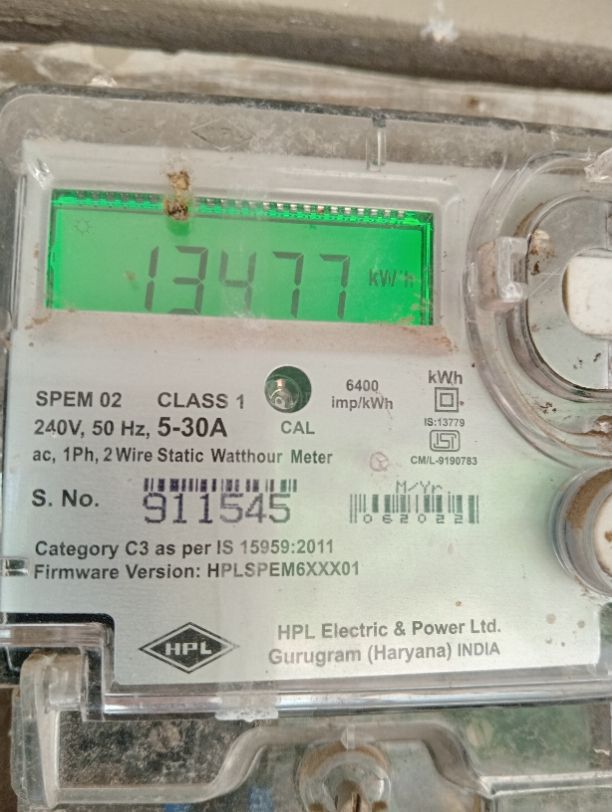 13477 kWh
SPEM 02 CLASS 1
6400
imp/kWh
kWh
240V, 50 Hz, 5-30A
CAL
IS:13779
ac, 1Ph, 2 Wire Static Watthour Meter
CM/L-9190783
S. No. 911545
M/Yr
062022
Category C3 as per IS 15959:2011
Firmware Version: HPLSPEM6XXX01
HPL
HPL Electric & Power Ltd.
Gurugram (Haryana) INDIA